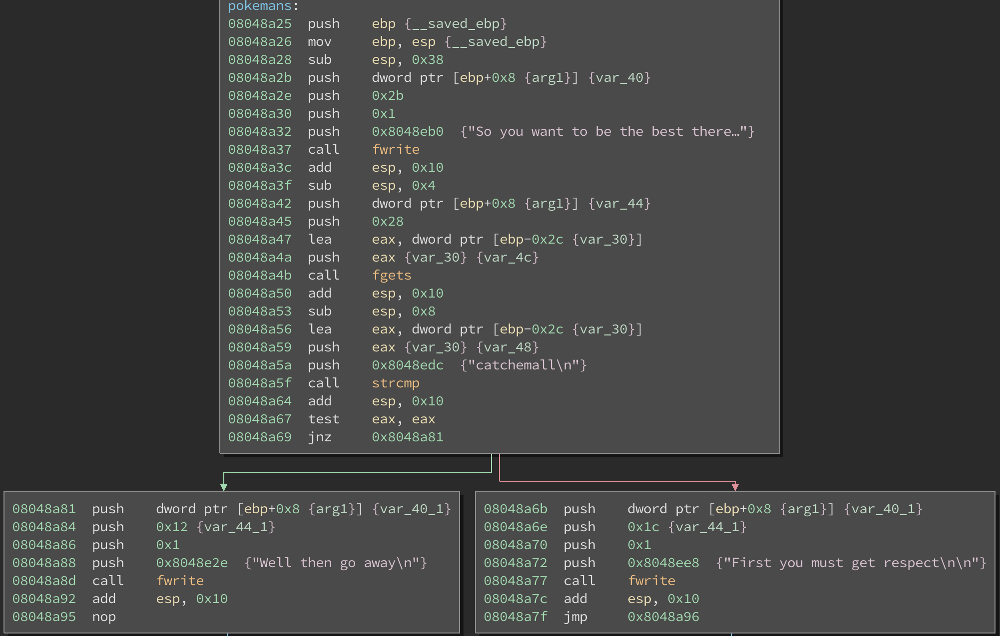 pokemans:
08048a25 push ebp {__saved_ebp}
08048a26 mov ebp, esp {__saved_ebp}
08048a28 sub esp, 0x38
08048a2b push dword ptr [ebp+0x8 {arg1}] {var_40}
08048a2e push 0x2b
08048a30 push 0x1
08048a32 push 0x8048eb0 {"So you want to be the best there…"}
08048a37 call fwrite
08048a3c add esp, 0x10
08048a3f sub esp, 0x4
08048a42 push dword ptr [ebp+0x8 {arg1}] {var_44}
08048a45 push 0x28
08048a47 lea eax, dword ptr [ebp-0x2c {var_30}]
08048a4a push eax {var_30} {var_4c}
08048a4b call fgets
08048a50 add esp, 0x10
08048a53 sub esp, 0x8
08048a56 lea eax, dword ptr [ebp-0x2c {var_30}]
08048a59 push eax {var_30} {var_48}
08048a5a push 0x8048edc {"catchemall\n"}
08048a5f call strcmp
08048a64 add esp, 0x10
08048a67 test eax, eax
08048a69 jnz 0x8048a81
08048a81 push dword ptr [ebp+0x8 {arg1}] {var_40_1}
08048a84 push 0x12 {var_44_1}
08048a86 push 0x1
08048a88 push 0x8048e2e {"Well then go away\n"}
08048a8d call fwrite
08048a92 add esp, 0x10
08048a95 nop
08048a6b push dword ptr [ebp+0x8 {arg1}] {var_40_1}
08048a6e push 0x1c {var_44_1}
08048a70 push 0x1
08048a72 push 0x8048ee8 {"First you must get respect\n\n"}
08048a77 call fwrite
08048a7c add esp, 0x10
08048a7f jmp 0x8048a96